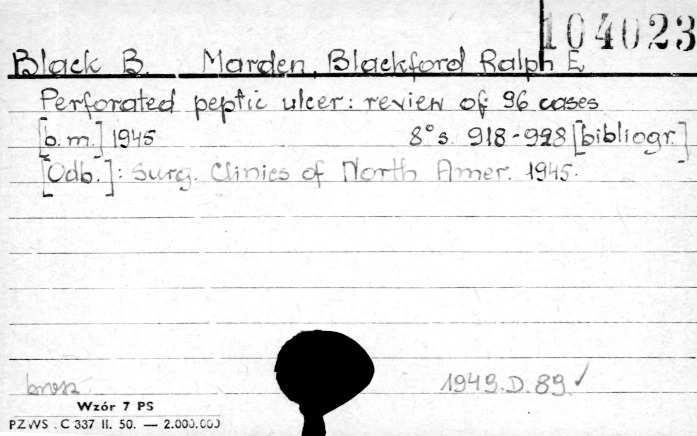 104023
Black B. Marden, Blackford Ralph E.
Perforated peptic ulcer: review of 96 cases
[b.m.] 1945 8° s. 918-928 [bibliogr.]
[Odb.]: Surg. Clinics of North Amer. 1945.
brosz. 1949.D.89.✓
Wzór 7 PS
PZWS . C 337 II. 50. — 2.000.000